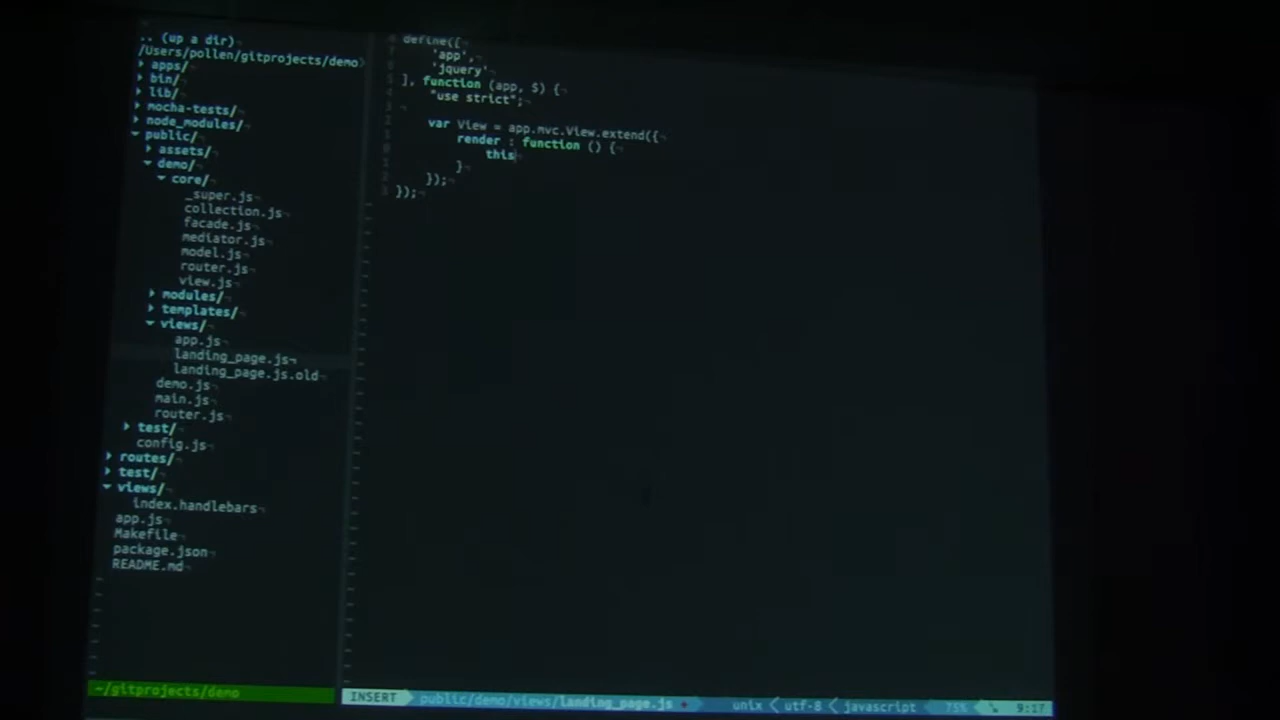 .. (up a dir)
/Users/pollen/gitprojects/demo
apps/
bin/
lib/
mocha-tests/
node_modules/
public/
assets/
demo/
core/
_super.js
collection.js
facade.js
mediator.js
model.js
router.js
view.js
modules/
templates/
views/
app.js
landing_page.js
landing_page.js.old
demo.js
main.js
router.js
test/
config.js
routes/
test/
views/
index.handlebars
app.js
Makefile
package.json
README.md
~/gitprojects/demo
define([
'app',
'jquery'
], function (app, $) {
"use strict";
var View = app.mvc.View.extend({
render : function () {
this
}
});
});
INSERT public/demo/views/landing_page.js unix utf-8 javascript 75% 9:17